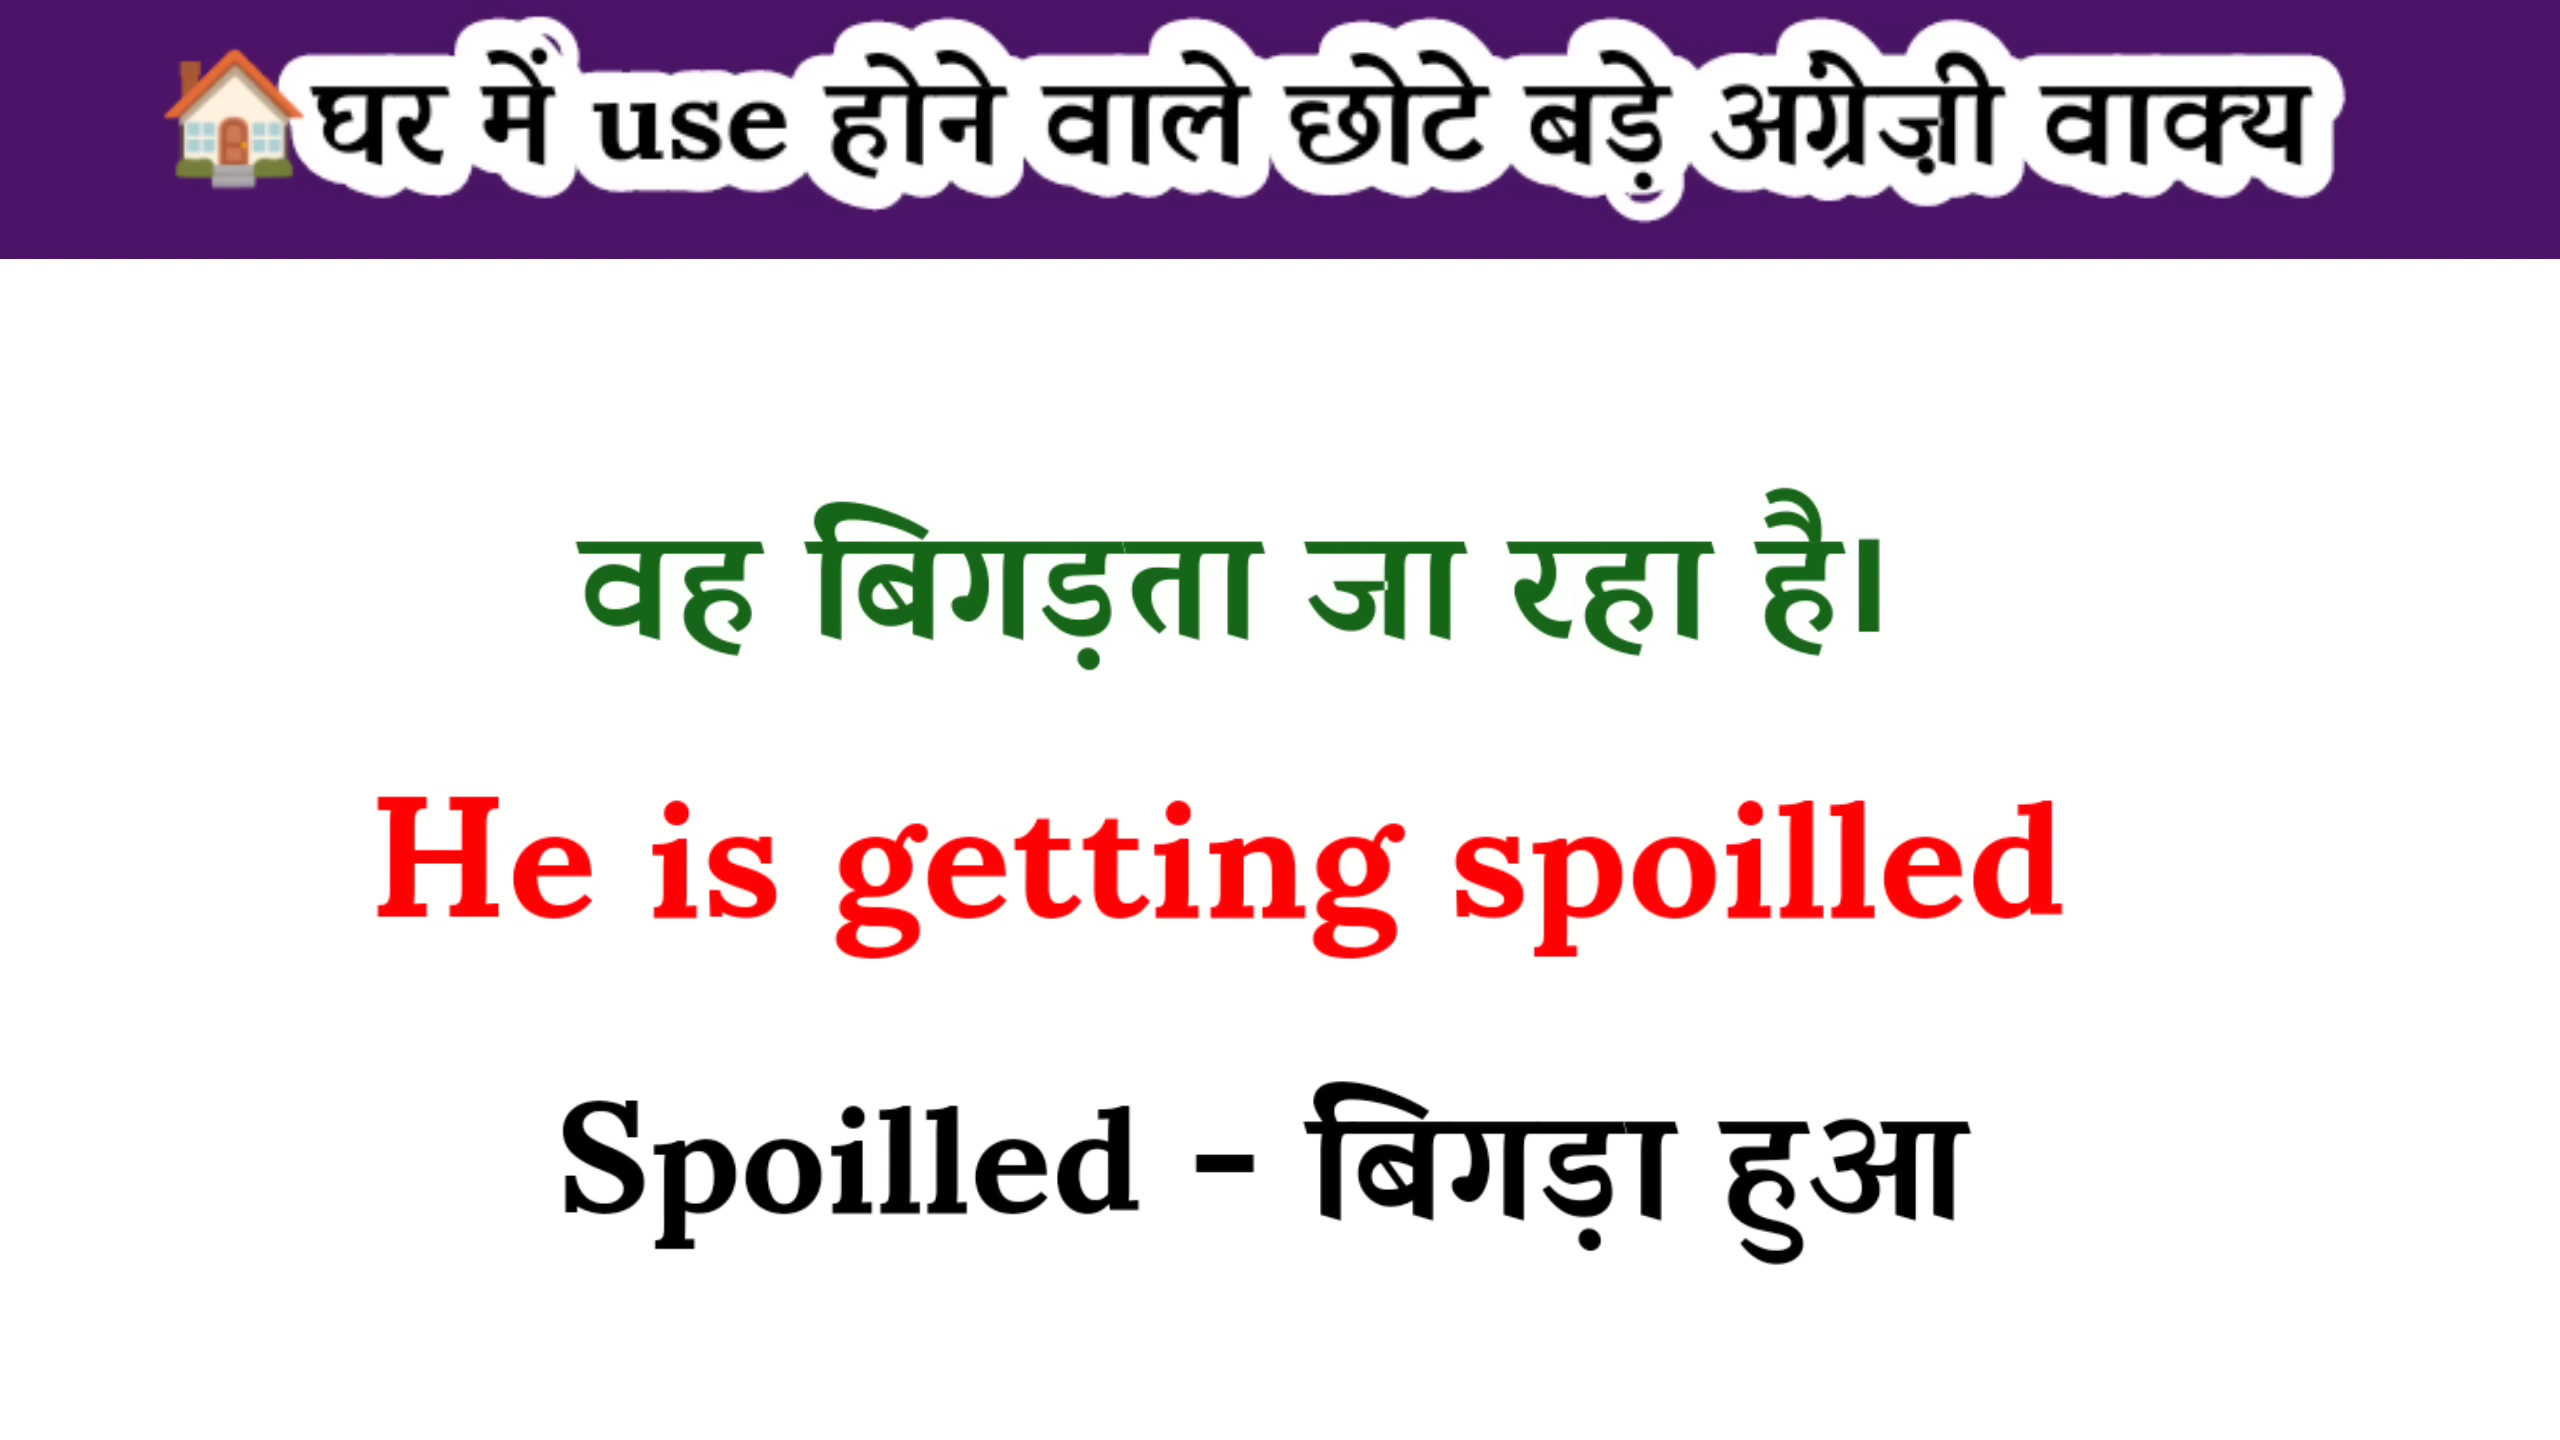 घर में use होने वाले छोटे बड़े अंग्रेज़ी वाक्य
वह बिगड़ता जा रहा है।
He is getting spoilled
Spoilled - बिगड़ा हुआ